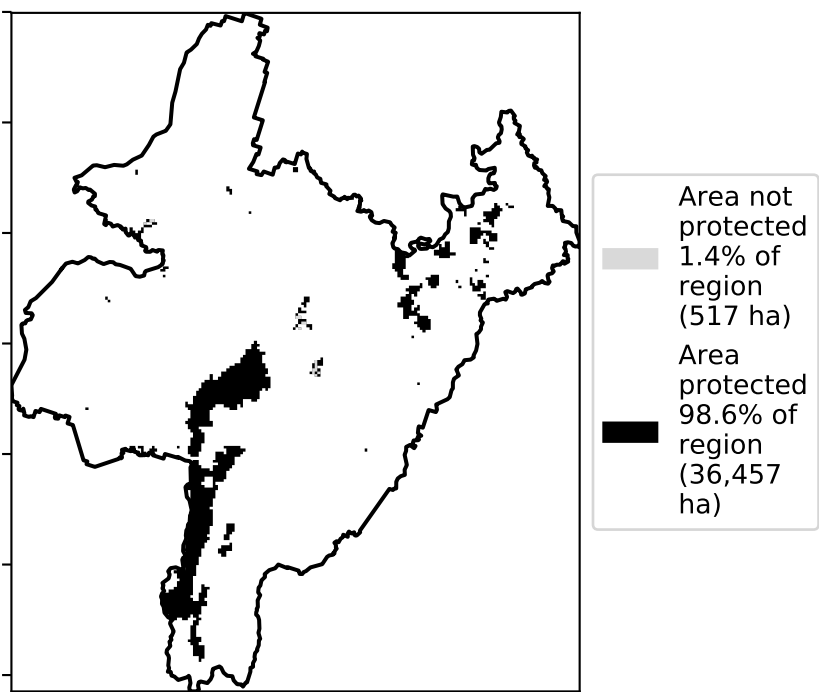 Area not
protected
1.4% of
region
(517 ha)
Area
protected
98.6% of
region
(36,457
ha)